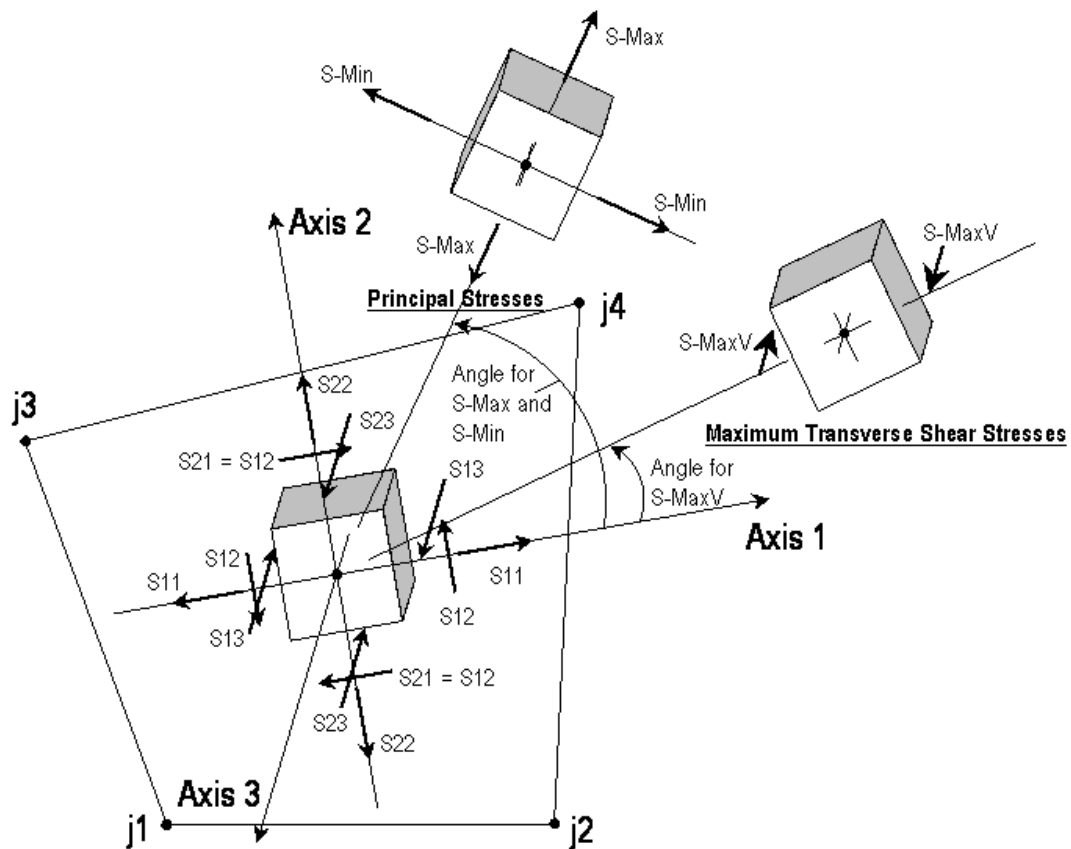 S-Max
S-Min
S-Min
Axis 2
S-Max
S-MaxV
Principal Stresses
j4
S-MaxV
S22
Angle for
S-Max and
S-Min
j3
S23
Maximum Transverse Shear Stresses
S21 = S12
S13
Angle for
S-MaxV
Axis 1
S12
S11
S11
S12
S13
S21 = S12
S23
S22
Axis 3
j1
j2